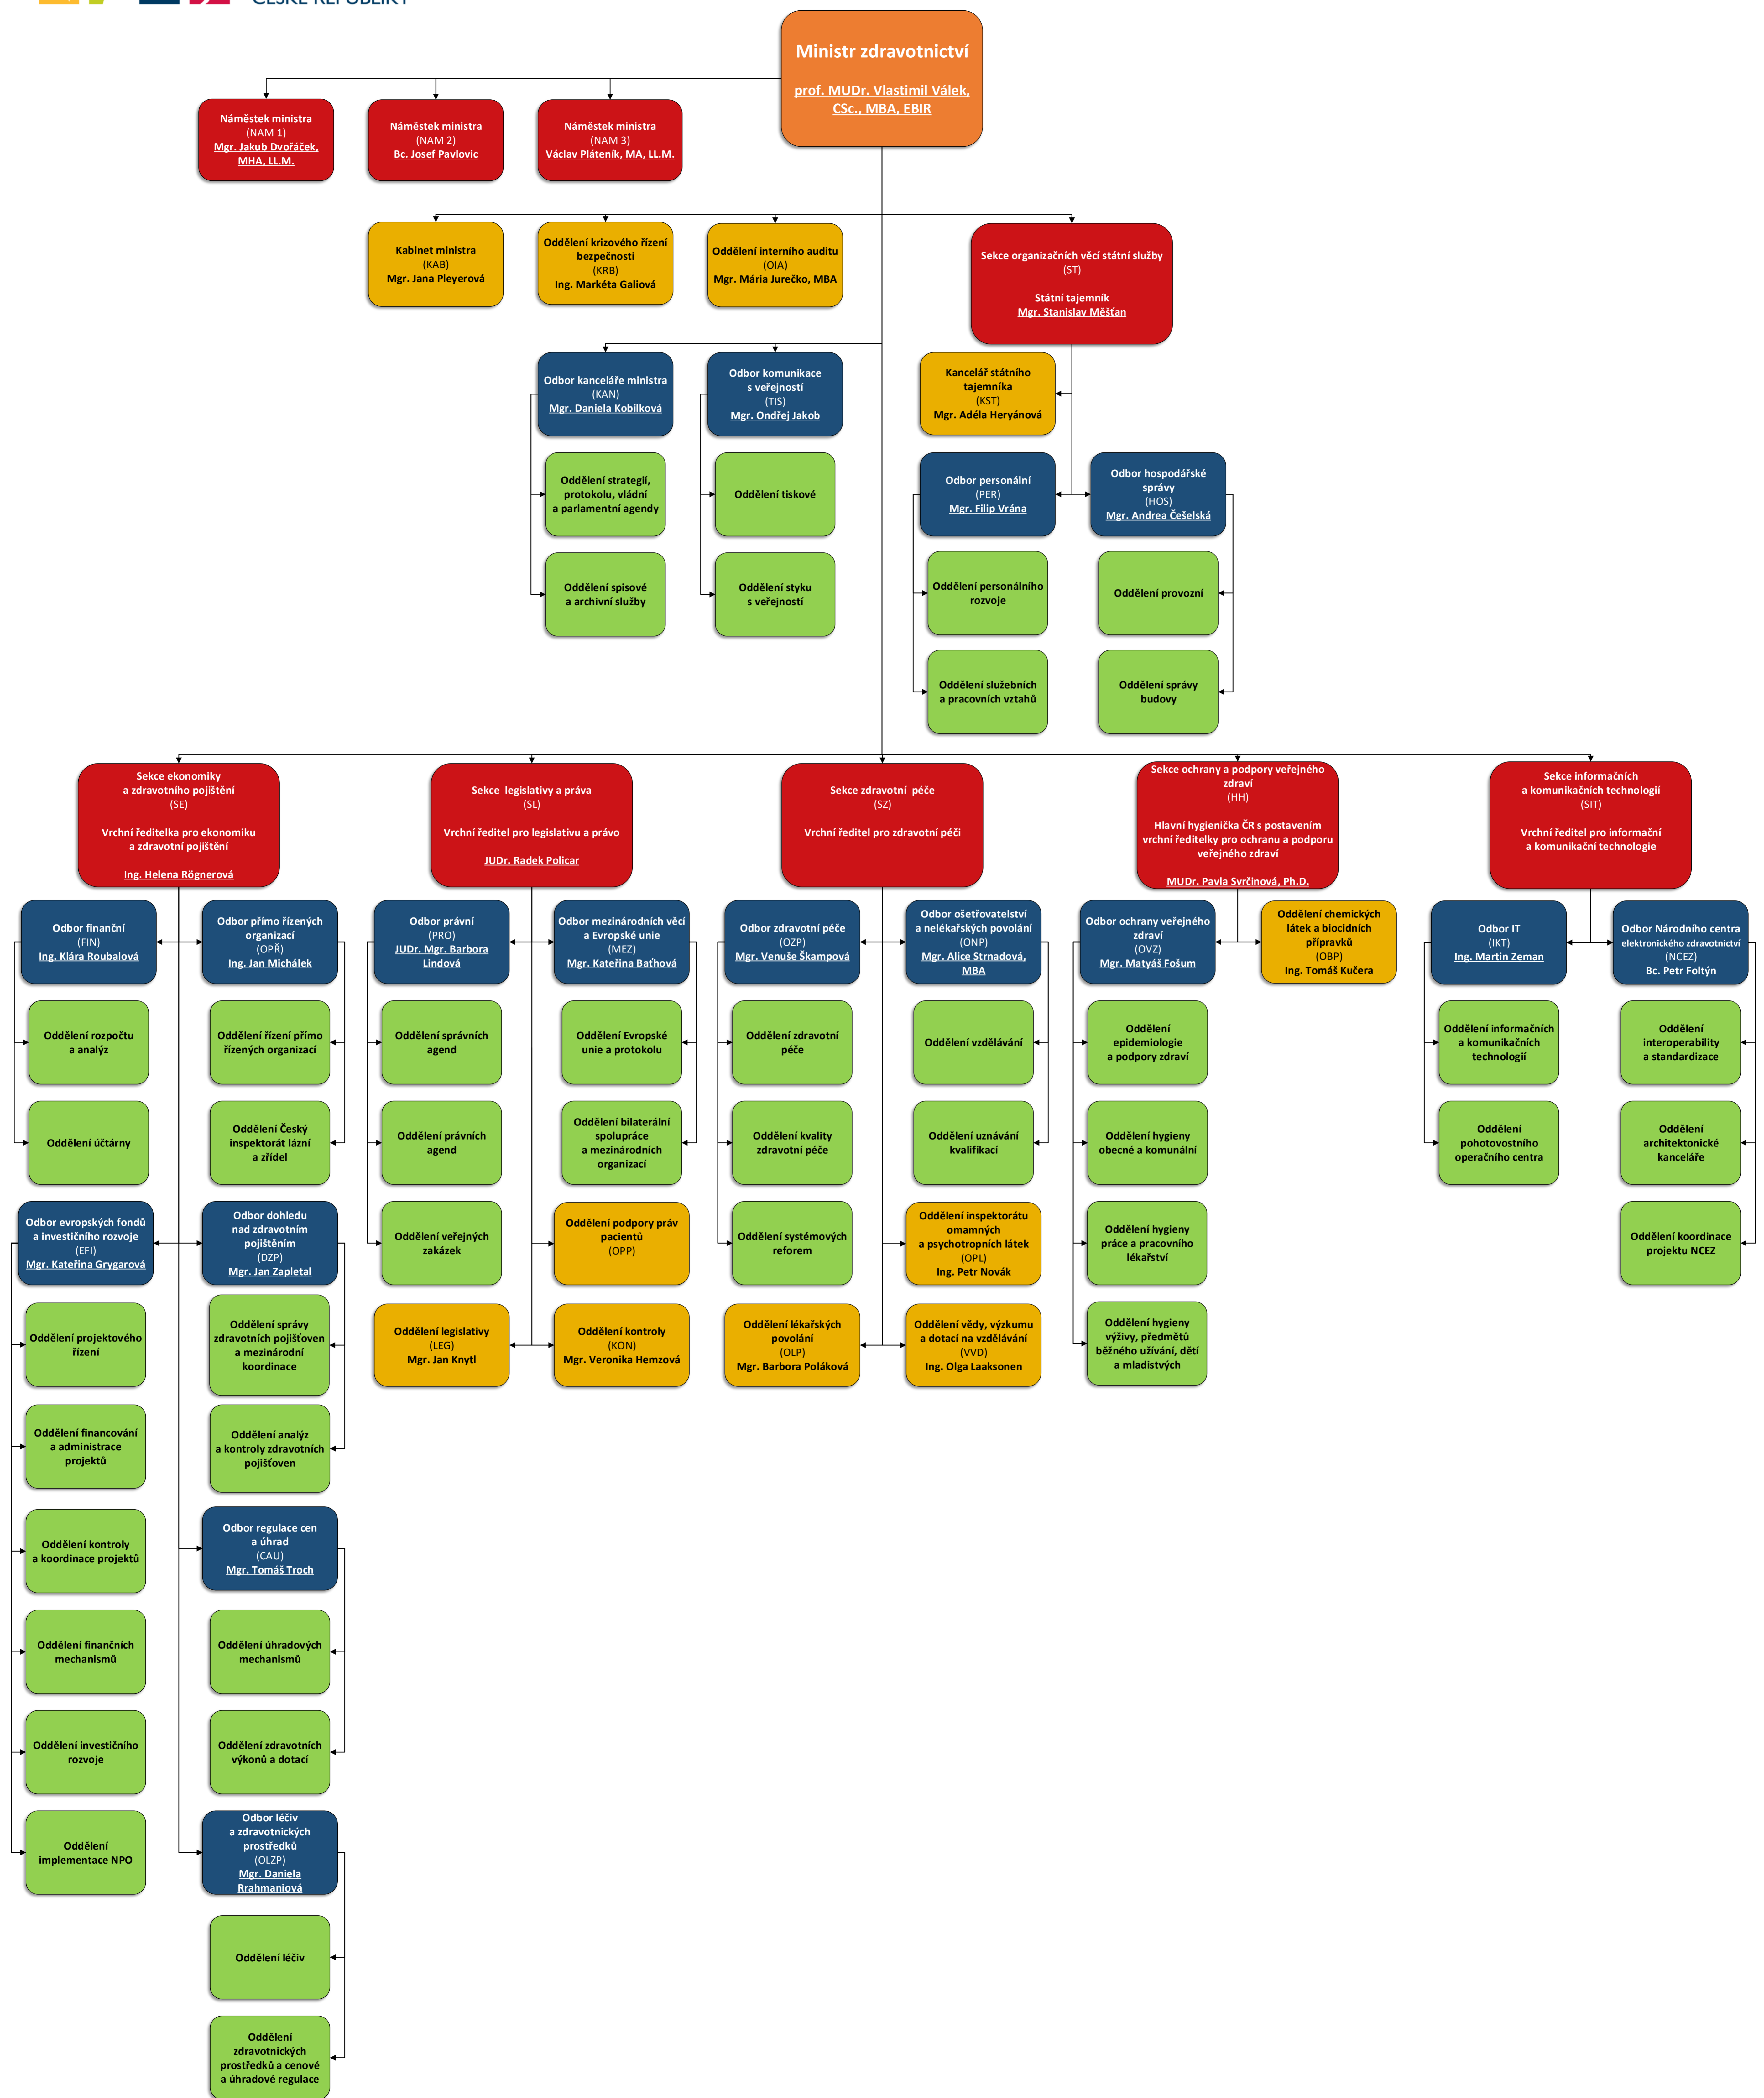 ČESKÉ REPUBLIKY
Ministr zdravotnictví
prof. MUDr. Vlastimil Válek,
CSc., MBA, EBIR
Náměstek ministra
(NAM 1)
Mgr. Jakub Dvořáček,
MHA, LL.M.
Náměstek ministra
(NAM 2)
Bc. Josef Pavlovic
Náměstek ministra
(NAM 3)
Václav Pláteník, MA, LL.M.
Kabinet ministra
(KAB)
Mgr. Jana Pleyerová
Oddělení krizového řízení
bezpečnosti
(KRB)
Ing. Markéta Galiová
Oddělení interního auditu
(OIA)
Mgr. Mária Jurečko, MBA
Sekce organizačních věcí státní služby
(ST)
Státní tajemník
Mgr. Stanislav Měšťan
Odbor kanceláře ministra
(KAN)
Mgr. Daniela Kobilková
Odbor komunikace
s veřejností
(TIS)
Mgr. Ondřej Jakob
Kancelář státního
tajemníka
(KST)
Mgr. Adéla Heryánová
Oddělení strategií,
protokolu, vládní
a parlamentní agendy
Oddělení tiskové
Odbor personální
(PER)
Mgr. Filip Vrána
Odbor hospodářské
správy
(HOS)
Mgr. Andrea Češelská
Oddělení spisové
a archivní služby
Oddělení styku
s veřejností
Oddělení personálního
rozvoje
Oddělení provozní
Oddělení služebních
a pracovních vztahů
Oddělení správy
budovy
Sekce ekonomiky
a zdravotního pojištění
(SE)
Vrchní ředitelka pro ekonomiku
a zdravotní pojištění
Ing. Helena Rögnerová
Sekce legislativy a práva
(SL)
Vrchní ředitel pro legislativu a právo
JUDr. Radek Policar
Sekce zdravotní péče
(SZ)
Vrchní ředitel pro zdravotní péči
Sekce ochrany a podpory veřejného
zdraví
(HH)
Hlavní hygienička ČR s postavením
vrchní ředitelky pro ochranu a podporu
veřejného zdraví
MUDr. Pavla Svrčinová, Ph.D.
Sekce informačních
a komunikačních technologií
(SIT)
Vrchní ředitel pro informační
a komunikační technologie
Odbor finanční
(FIN)
Ing. Klára Roubalová
Odbor přímo řízených
organizací
(OPŘ)
Ing. Jan Michálek
Odbor právní
(PRO)
JUDr. Mgr. Barbora
Lindová
Odbor mezinárodních věcí
a Evropské unie
(MEZ)
Mgr. Kateřina Baťhová
Odbor zdravotní péče
(OZP)
Mgr. Venuše Škampová
Odbor ošetřovatelství
a nelékařských povolání
(ONP)
Mgr. Alice Strnadová,
MBA
Odbor ochrany veřejného
zdraví
(OVZ)
Mgr. Matyáš Fošum
Oddělení chemických
látek a biocidních
přípravků
(OBP)
Ing. Tomáš Kučera
Odbor IT
(IKT)
Ing. Martin Zeman
Odbor Národního centra
elektronického zdravotnictví
(NCEZ)
Bc. Petr Foltýn
Oddělení rozpočtu
a analýz
Oddělení řízení přímo
řízených organizací
Oddělení správních
agend
Oddělení Evropské
unie a protokolu
Oddělení zdravotní
péče
Oddělení vzdělávání
Oddělení
epidemiologie
a podpory zdraví
Oddělení informačních
a komunikačních
technologií
Oddělení
interoperability
a standardizace
Oddělení účtárny
Oddělení Český
inspektorát lázní
a zřídel
Oddělení právních
agend
Oddělení bilaterální
spolupráce
a mezinárodních
organizací
Oddělení kvality
zdravotní péče
Oddělení uznávání
kvalifikací
Oddělení hygieny
obecné a komunální
Oddělení
pohotovostního
operačního centra
Oddělení
architektonické
kanceláře
Odbor evropských fondů
a investičního rozvoje
(EFI)
Mgr. Kateřina Grygarová
Odbor dohledu
nad zdravotním
pojištěním
(DZP)
Mgr. Jan Zapletal
Oddělení veřejných
zakázek
Oddělení podpory práv
pacientů
(OPP)
Oddělení systémových
reforem
Oddělení inspektorátu
omamných
a psychotropních látek
(OPL)
Ing. Petr Novák
Oddělení hygieny
práce a pracovního
lékařství
Oddělení koordinace
projektu NCEZ
Oddělení projektového
řízení
Oddělení správy
zdravotních pojišťoven
a mezinárodní
koordinace
Oddělení legislativy
(LEG)
Mgr. Jan Knytl
Oddělení kontroly
(KON)
Mgr. Veronika Hemzová
Oddělení lékařských
povolání
(OLP)
Mgr. Barbora Poláková
Oddělení vědy, výzkumu
a dotací na vzdělávání
(VVD)
Ing. Olga Laaksonen
Oddělení hygieny
výživy, předmětů
běžného užívání, dětí
a mladistvých
Oddělení financování
a administrace
projektů
Oddělení analýz
a kontroly zdravotních
pojišťoven
Oddělení kontroly
a koordinace projektů
Odbor regulace cen
a úhrad
(CAU)
Mgr. Tomáš Troch
Oddělení finančních
mechanismů
Oddělení úhradových
mechanismů
Oddělení investičního
rozvoje
Oddělení zdravotních
výkonů a dotací
Oddělení
implementace NPO
Odbor léčiv
a zdravotnických
prostředků
(OLZP)
Mgr. Daniela
Rrahmaniová
Oddělení léčiv
Oddělení
zdravotnických
prostředků a cenové
a úhradové regulace